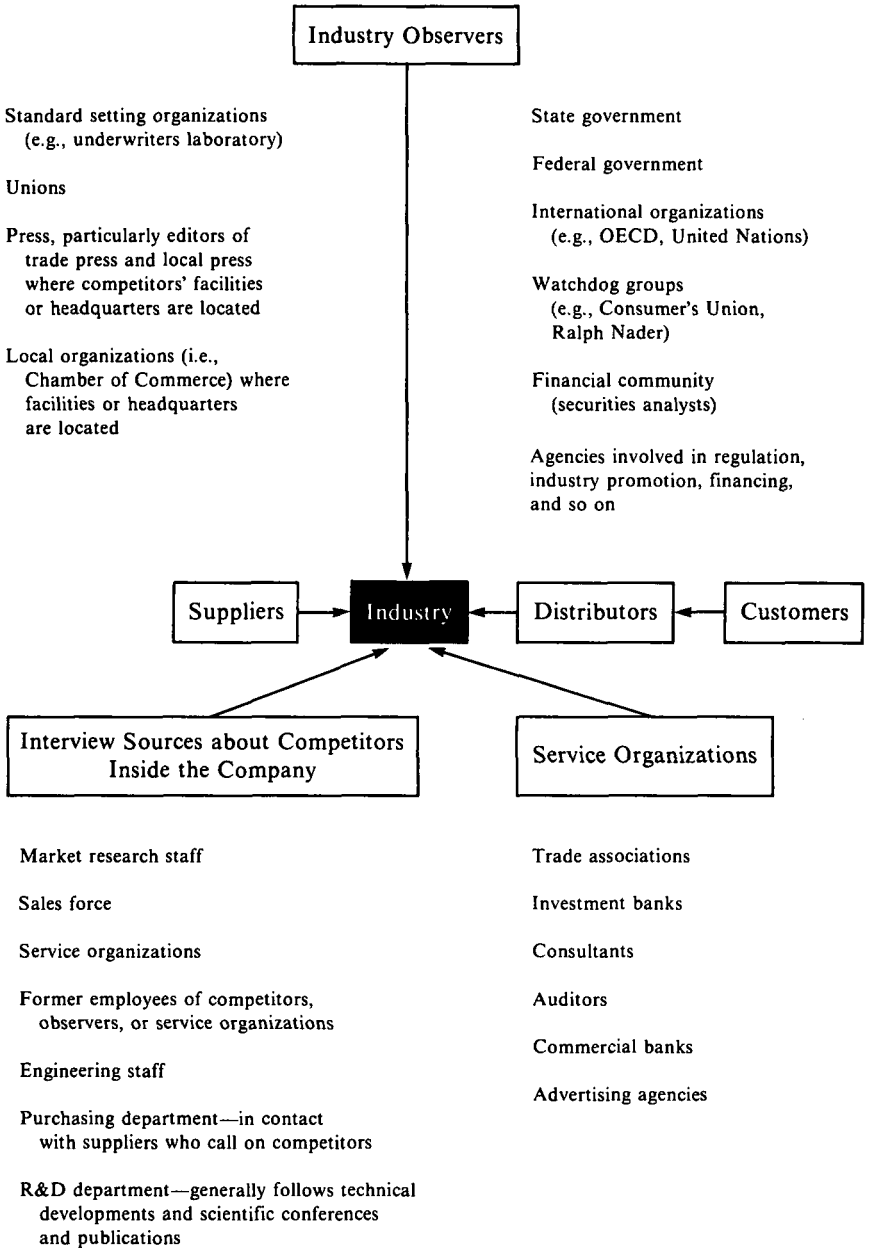 Industry Observers
Standard setting organizations
(e.g., underwriters laboratory)
Unions
Press, particularly editors of
trade press and local press
where competitors' facilities
or headquarters are located
Local organizations (i.e.,
Chamber of Commerce) where
facilities or headquarters
are located
State government
Federal government
International organizations
(e.g., OECD, United Nations)
Watchdog groups
(e.g., Consumer's Union,
Ralph Nader)
Financial community
(securities analysts)
Agencies involved in regulation,
industry promotion, financing,
and so on
Suppliers
Industry
Distributors
Customers
Interview Sources about Competitors
Inside the Company
Market research staff
Sales force
Service organizations
Former employees of competitors,
observers, or service organizations
Engineering staff
Purchasing department—in contact
with suppliers who call on competitors
R&D department—generally follows technical
developments and scientific conferences
and publications
Service Organizations
Trade associations
Investment banks
Consultants
Auditors
Commercial banks
Advertising agencies